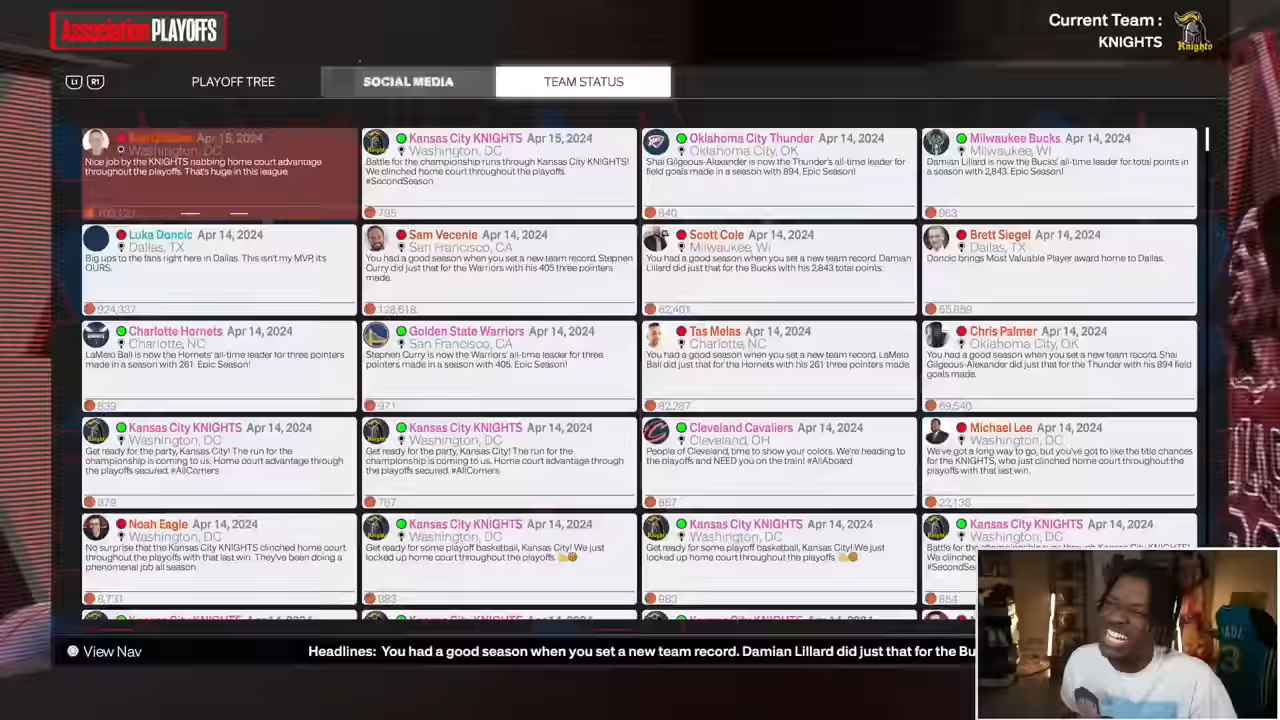 Association PLAYOFFS
Current Team :
KNIGHTS
Knights
L1 R1
PLAYOFF TREE
SOCIAL MEDIA
TEAM STATUS
Apr 15, 2024
Washington, DC
Nice job by the KNIGHTS nabbing home court advantage
throughout the playoffs. That's huge in this league.
Kansas City KNIGHTS Apr 15, 2024
Washington, DC
Battle for the championship runs through Kansas City KNIGHTS!
We clinched home court throughout the playoffs.
#SecondSeason
795
Oklahoma City Thunder Apr 14, 2024
Oklahoma City, OK
Shai Gilgeous-Alexander is now the Thunder's all-time leader for
field goals made in a season with 894. Epic Season!
640
Milwaukee Bucks Apr 14, 2024
Milwaukee, WI
Damian Lillard is now the Bucks' all-time leader for total points in
a season with 2,843. Epic Season!
963
Luka Doncic Apr 14, 2024
Dallas, TX
Big ups to the fans right here in Dallas. This isn't my MVP, it's
OURS.
924,337
Sam Vecenie Apr 14, 2024
San Francisco, CA
You had a good season when you set a new team record. Stephen
Curry did just that for the Warriors with his 405 three pointers
made.
128,618
Scott Cole Apr 14, 2024
Milwaukee, WI
You had a good season when you set a new team record. Damian
Lillard did just that for the Bucks with his 2,843 total points.
62,401
Brett Siegel Apr 14, 2024
Dallas, TX
Doncic brings Most Valuable Player award home to Dallas.
55,859
Charlotte Hornets Apr 14, 2024
Charlotte, NC
LaMelo Ball is now the Hornets' all-time leader for three pointers
made in a season with 261. Epic Season!
839
Golden State Warriors Apr 14, 2024
San Francisco, CA
Stephen Curry is now the Warriors' all-time leader for three
pointers made in a season with 405. Epic Season!
971
Tas Melas Apr 14, 2024
Charlotte, NC
You had a good season when you set a new team record. LaMelo
Ball did just that for the Hornets with his 261 three pointers made.
82,287
Chris Palmer Apr 14, 2024
Oklahoma City, OK
You had a good season when you set a new team record. Shai
Gilgeous-Alexander did just that for the Thunder with his 894 field
goals made.
69,540
Kansas City KNIGHTS Apr 14, 2024
Washington, DC
Get ready for the party, Kansas City! The run for the
championship is coming to us. Home court advantage through
the playoffs secured. #AllComers
879
Kansas City KNIGHTS Apr 14, 2024
Washington, DC
Get ready for the party, Kansas City! The run for the
championship is coming to us. Home court advantage through
the playoffs secured. #AllComers
767
Cleveland Cavaliers Apr 14, 2024
Cleveland, OH
People of Cleveland, time to show your colors. We're heading to
the playoffs and NEED you on the train! #AllAboard
857
Michael Lee Apr 14, 2024
Washington, DC
We've got a long way to go, but you've got to like the title chances
for the KNIGHTS, who just clinched home court throughout the
playoffs with that last win.
22,138
Noah Eagle Apr 14, 2024
Washington, DC
No surprise that the Kansas City KNIGHTS clinched home court
throughout the playoffs with that last win. They've been doing a
phenomenal job all season.
8,731
Kansas City KNIGHTS Apr 14, 2024
Washington, DC
Get ready for some playoff basketball, Kansas City! We just
locked up home court throughout the playoffs.
883
Kansas City KNIGHTS Apr 14, 2024
Washington, DC
Get ready for some playoff basketball, Kansas City! We just
locked up home court throughout the playoffs.
983
Kansas City KNIGHTS Apr 14, 2024
Washington, DC
Battle for the championship runs through Kansas City KNIGHTS!
We clinched
#SecondSea
854
View Nav
Headlines: You had a good season when you set a new team record. Damian Lillard did just that for the Bu